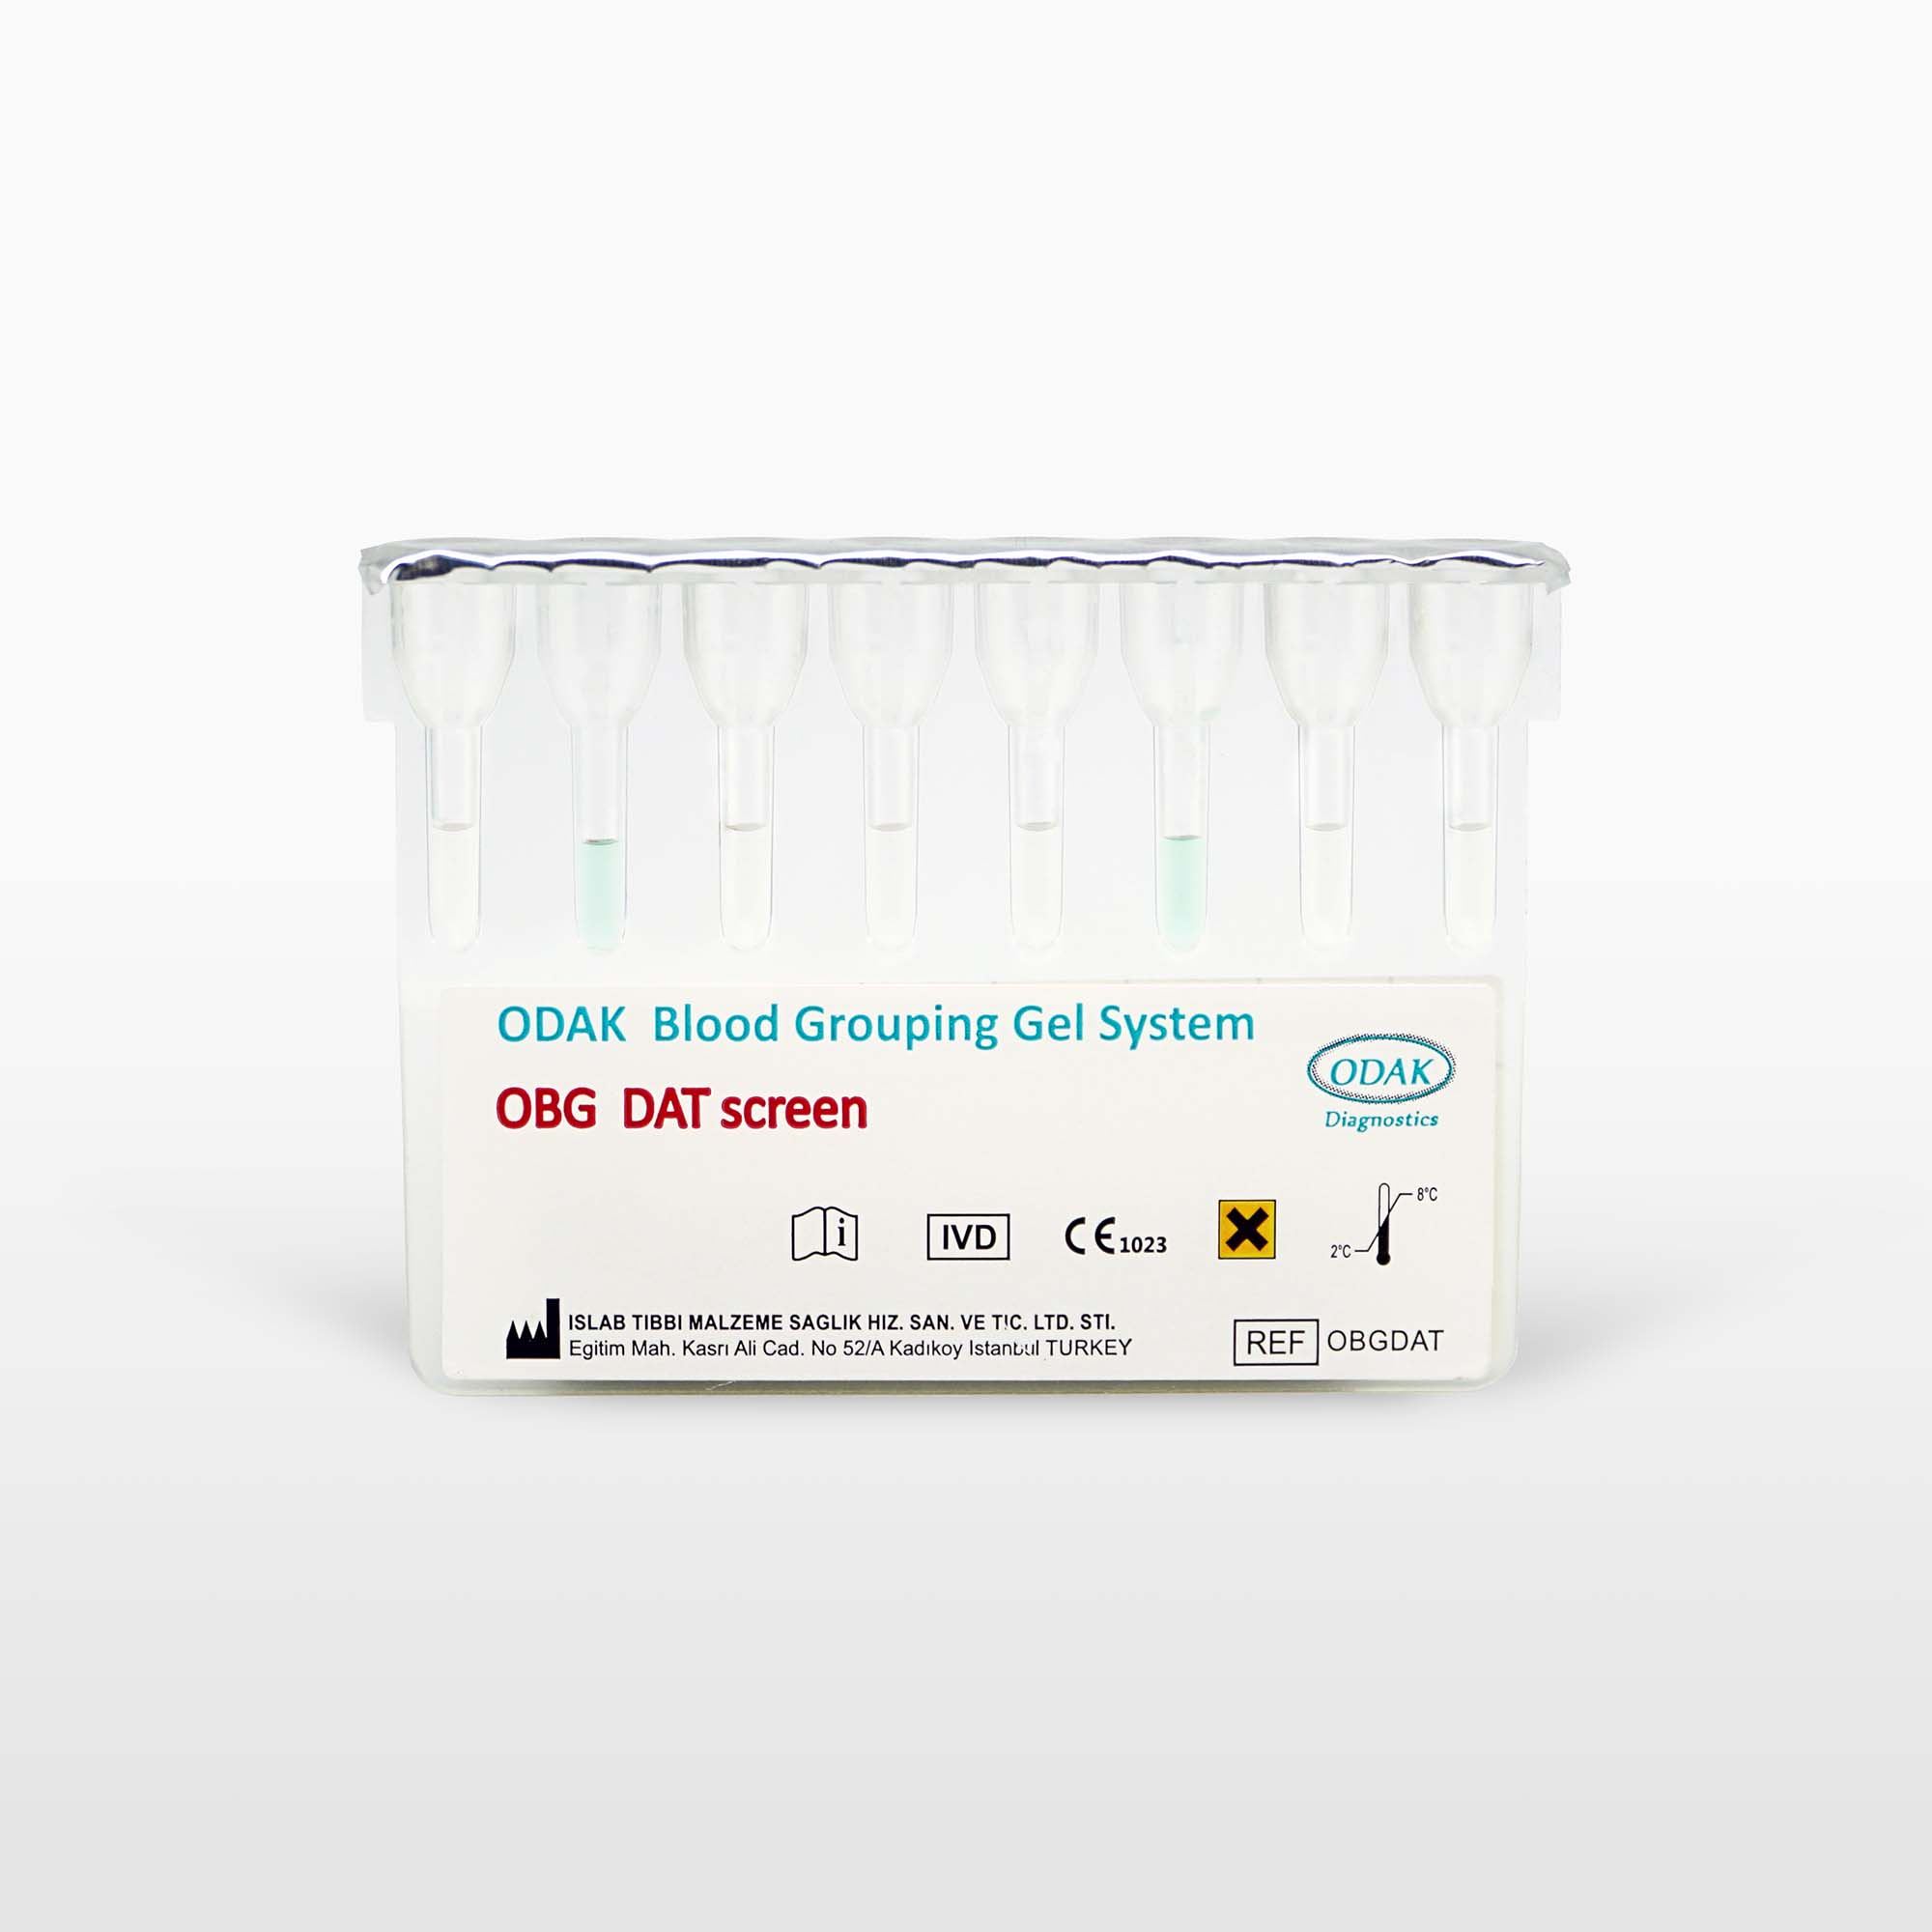 ODAK Blood Grouping Gel System
OBG DAT screen
ODAK
Diagnostics
i
IVD
CE 1023
8°C
2°C
ISLAB TIBBI MALZEME SAGLIK HIZ. SAN. VE TIC. LTD. STI.
Egitim Mah. Kasrı Ali Cad. No 52/A Kadıkoy Istanbul TURKEY
REF OBGDAT